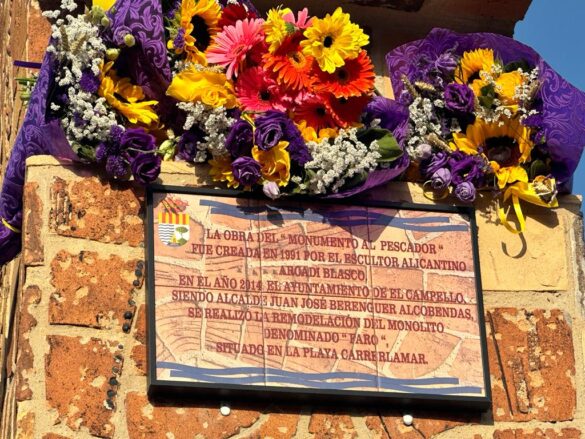 LA OBRA DEL " MONUMENTO AL PESCADOR "
FUE CREADA EN 1991 POR EL ESCULTOR ALICANTINO
ARCADI BLASCO
EN EL AÑO 2014, EL AYUNTAMIENTO DE EL CAMPELLO,
SIENDO ALCALDE JUAN JOSÉ BERENGUER ALCOBENDAS,
SE REALIZÓ LA REMODELACIÓN DEL MONOLITO
DENOMINADO " FARO "
SITUADO EN LA PLAYA CARRERLAMAR.